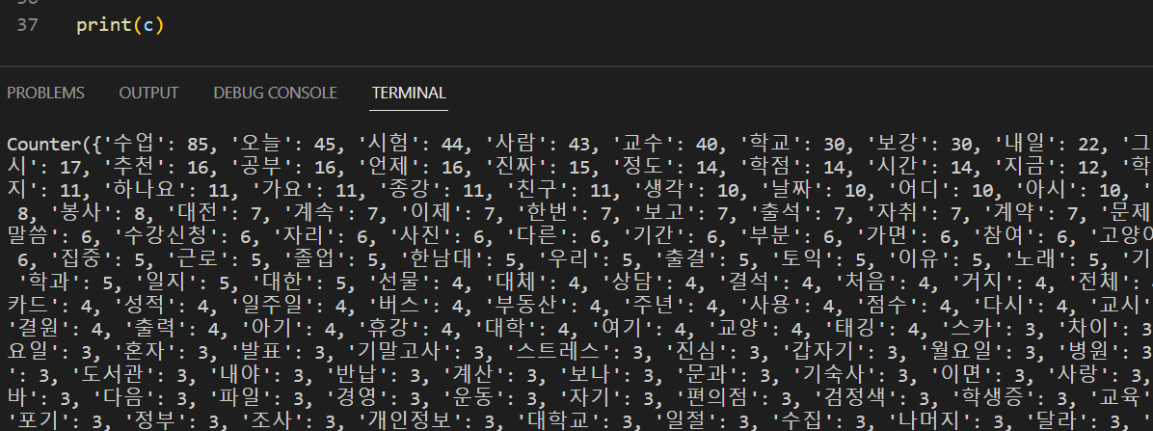 37 print(c)
PROBLEMS OUTPUT DEBUG CONSOLE TERMINAL
Counter({'수업': 85, '오늘': 45, '시험': 44, '사람': 43, '교수': 40, '학교': 30, '보강': 30, '내일': 22, '그
시': 17, '추천': 16, '공부': 16, '언제': 16, '진짜': 15, '정도': 14, '학점': 14, '시간': 14, '지금': 12, '학
지': 11, '하나요': 11, '가요': 11, '종강': 11, '친구': 11, '생각': 10, '날짜': 10, '어디': 10, '아시': 10,
8, '봉사': 8, '대전': 7, '계속': 7, '이제': 7, '한번': 7, '보고': 7, '출석': 7, '자취': 7, '계약': 7, '문제
말씀': 6, '수강신청': 6, '자리': 6, '사진': 6, '다른': 6, '기간': 6, '부분': 6, '가면': 6, '참여': 6, '고양이
6, '집중': 5, '근로': 5, '졸업': 5, '한남대': 5, '우리': 5, '출결': 5, '토익': 5, '이유': 5, '노래': 5, '기
'학과': 5, '일지': 5, '대한': 5, '선물': 4, '대체': 4, '상담': 4, '결석': 4, '처음': 4, '거지': 4, '전체':
카드': 4, '성적': 4, '일주일': 4, '버스': 4, '부동산': 4, '주년': 4, '사용': 4, '점수': 4, '다시': 4, '교시'
'결원': 4, '출력': 4, '아기': 4, '휴강': 4, '대학': 4, '여기': 4, '교양': 4, '태깅': 4, '스카': 3, '차이': 3
요일': 3, '혼자': 3, '발표': 3, '기말고사': 3, '스트레스': 3, '진심': 3, '갑자기': 3, '월요일': 3, '병원': 3
': 3, '도서관': 3, '내야': 3, '반납': 3, '계산': 3, '보나': 3, '문과': 3, '기숙사': 3, '이면': 3, '사랑': 3,
바': 3, '다음': 3, '파일': 3, '경영': 3, '운동': 3, '자기': 3, '편의점': 3, '검정색': 3, '학생증': 3, '교육'
'포기': 3, '정부': 3, '조사': 3, '개인정보': 3, '대학교': 3, '일절': 3, '수집': 3, '나머지': 3, '달라': 3,